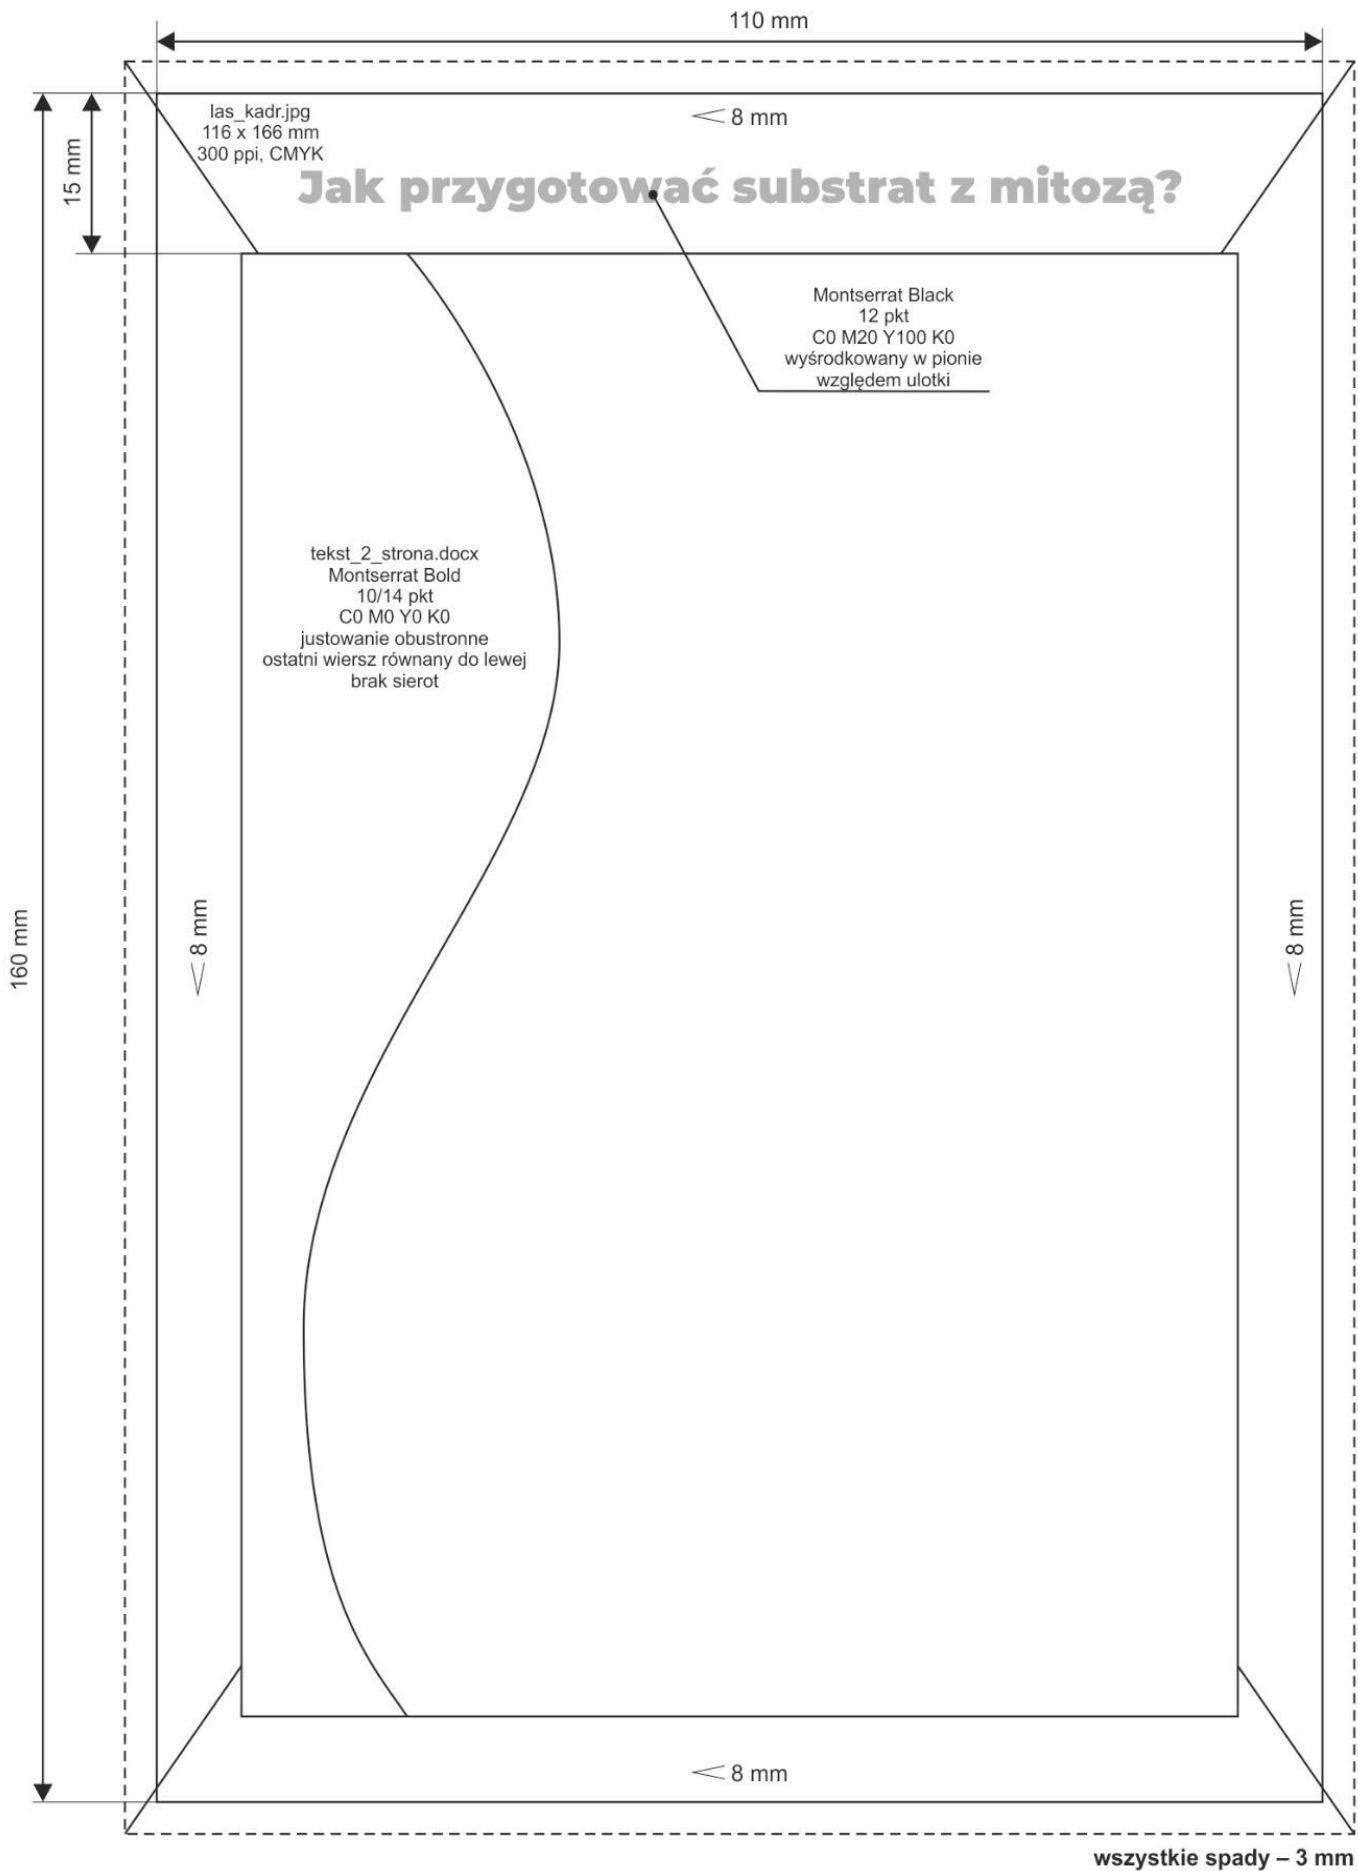 110 mm
las_kadr.jpg
116 x 166 mm
300 ppi, CMYK
< 8 mm
15 mm
Jak przygotować substrat z mitozą?
Montserrat Black
12 pkt
C0 M20 Y100 K0
wyśrodkowany w pionie
względem ulotki
tekst_2_strona.docx
Montserrat Bold
10/14 pkt
C0 M0 Y0 K0
justowanie obustronne
ostatni wiersz równany do lewej
brak sierot
160 mm
< 8 mm
< 8 mm
< 8 mm
wszystkie spady – 3 mm